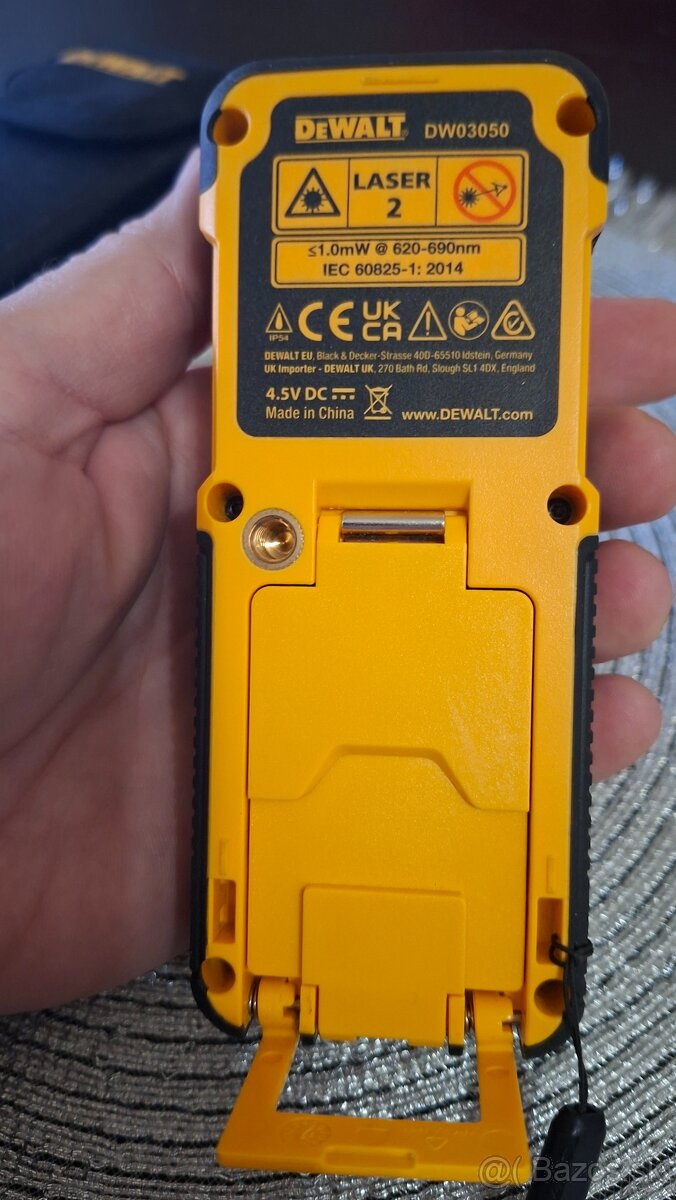 DEWALT
DEWALT DW03050
LASER
2
≤1.0mW @ 620-690nm
IEC 60825-1: 2014
IP54 CE UK CA
DEWALT EU, Black & Decker-Strasse 40D-65510 Idstein, Germany
UK Importer - DEWALT UK, 270 Bath Rd, Slough SL1 4DX, England
4.5V DC
Made in China www.DEWALT.com